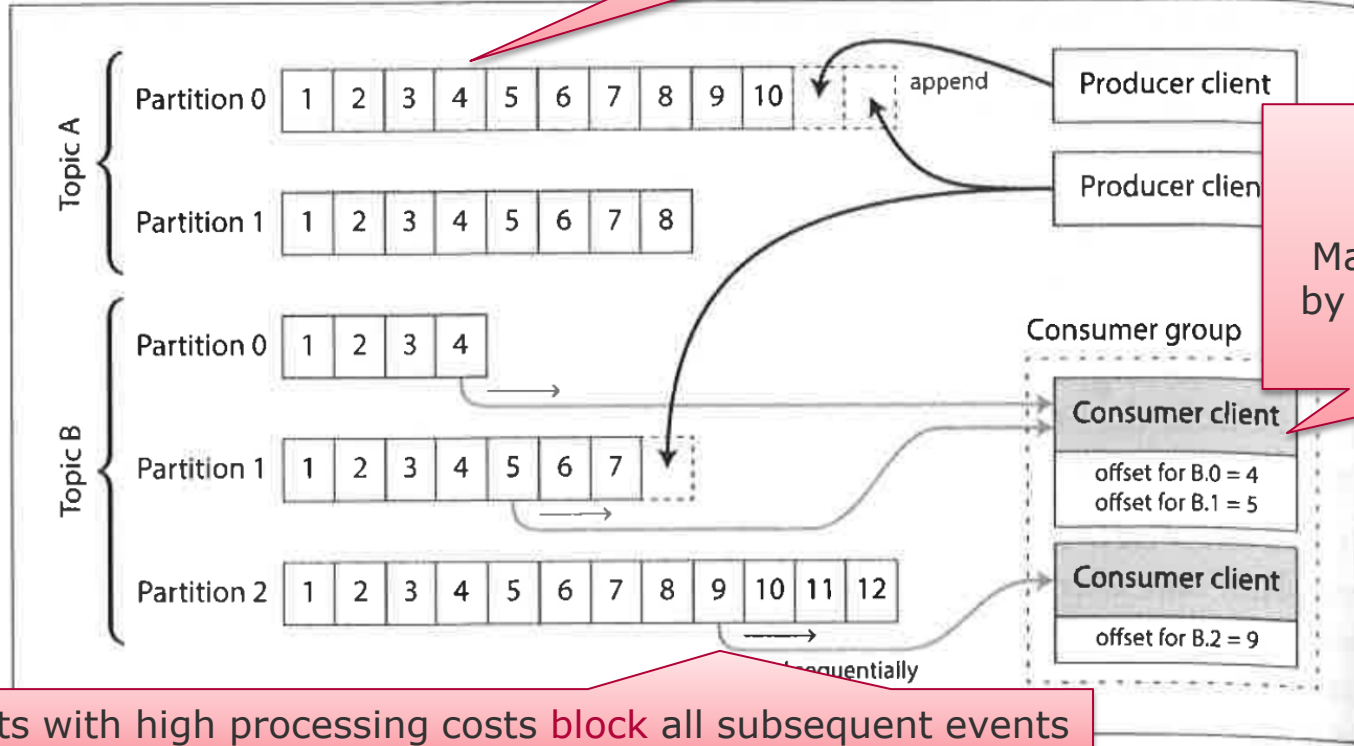 Topic A
Partition 0 1 2 3 4 5 6 7 8 9 10
append
Producer client
Partition 1 1 2 3 4 5 6 7 8
Producer
Topic B
Partition 0 1 2 3 4
Partition 1 1 2 3 4 5 6 7
Partition 2 1 2 3 4 5 6 7 8 9 10 11 12
by
Consumer group
Consumer client
offset for B.0 = 4
offset for B.1 = 5
Consumer client
offset for B.2 = 9
with high processing costs block all subsequent events